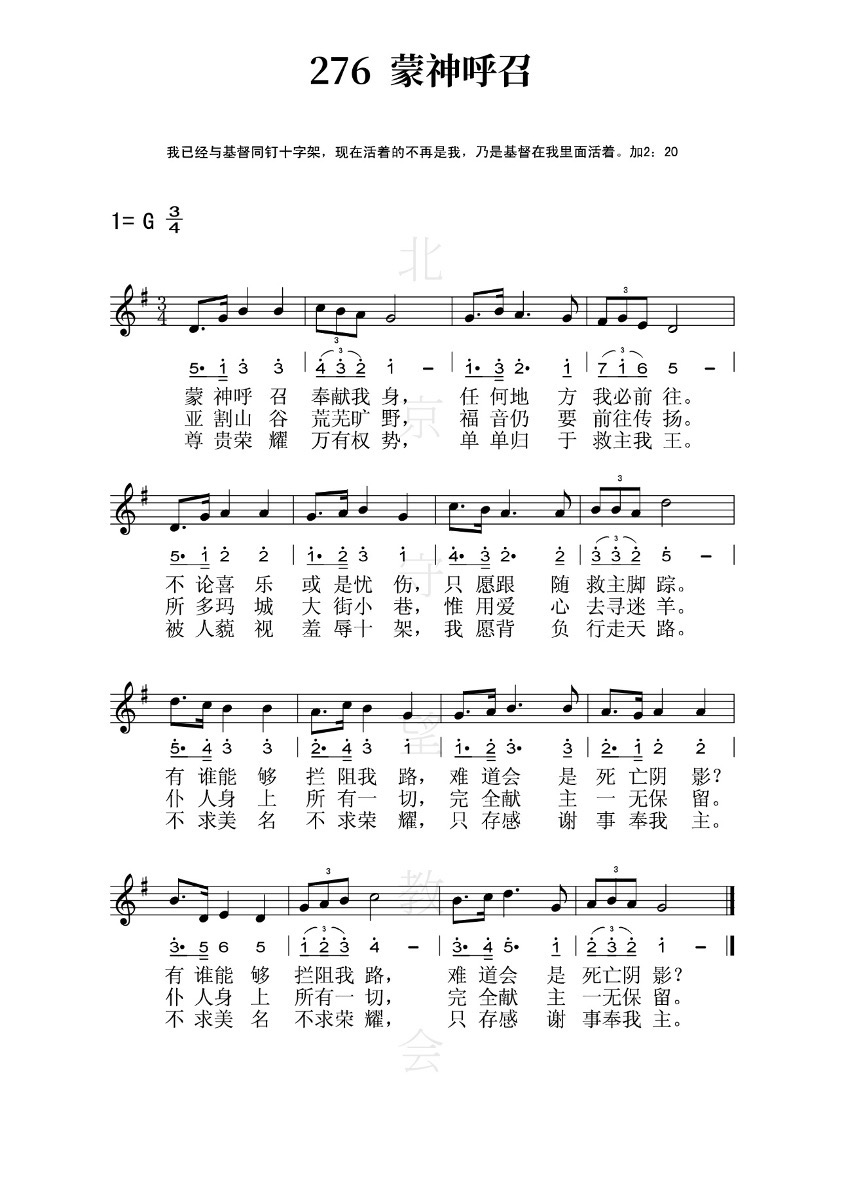 276 蒙神呼召
我已经与基督同钉十字架，现在活着的不再是我，乃是基督在我里面活着。加2：20
1= G 3/4
3
3
3 3
5· 1 3 3 | 4 3 2 1 - | 1· 3 2· 1 | 7 1 6 5 - |
蒙 神呼 召 奉献我 身， 任 何地 方 我必前 往。
亚 割山 谷 荒芜旷 野， 福 音仍 要 前往传 扬。
尊 贵荣 耀 万有权 势， 单 单归 于 救主我 王。
3
3
5· 1 2 2 | 1· 2 3 1 | 4· 3 2· 2 | 3 3 2 5 - |
不 论喜 乐 或 是忧 伤，只 愿跟 随 救主脚 踪。
所 多玛 城 大 街小 巷，惟 用爱 心 去寻迷 羊。
被 人藐 视 羞 辱十 架，我 愿背 负 行走天 路。
5· 4 3 3 | 2· 4 3 1 | 1· 2 3· 3 | 2· 1 2 2 |
有 谁能 够 拦 阻我 路，难 道会 是 死 亡阴 影？
仆 人身 上 所 有一 切，完 全献 主 一 无保 留。
不 求美 名 不 求荣 耀，只 存感 谢 事 奉我 主。
3 3
3 3
3· 5 6 5 | 1 2 3 4 - | 3· 4 5· 1 | 2 3 2 1 - ‖
有 谁能 够 拦阻我 路， 难 道会 是 死亡阴 影？
仆 人身 上 所有一 切， 完 全献 主 一无保 留。
不 求美 名 不求荣 耀， 只 存感 谢 事奉我 主。
北京守望教会